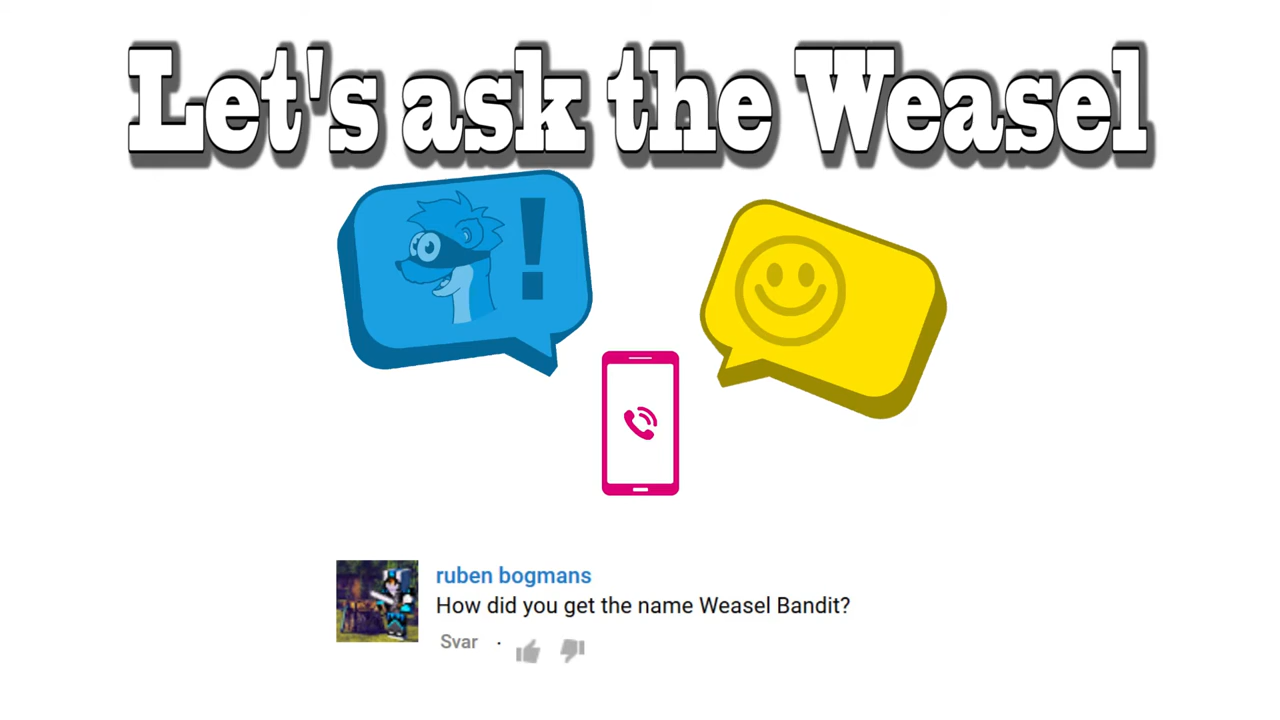 Let's ask the Weasel
!
ruben bogmans
How did you get the name Weasel Bandit?
Svar ·